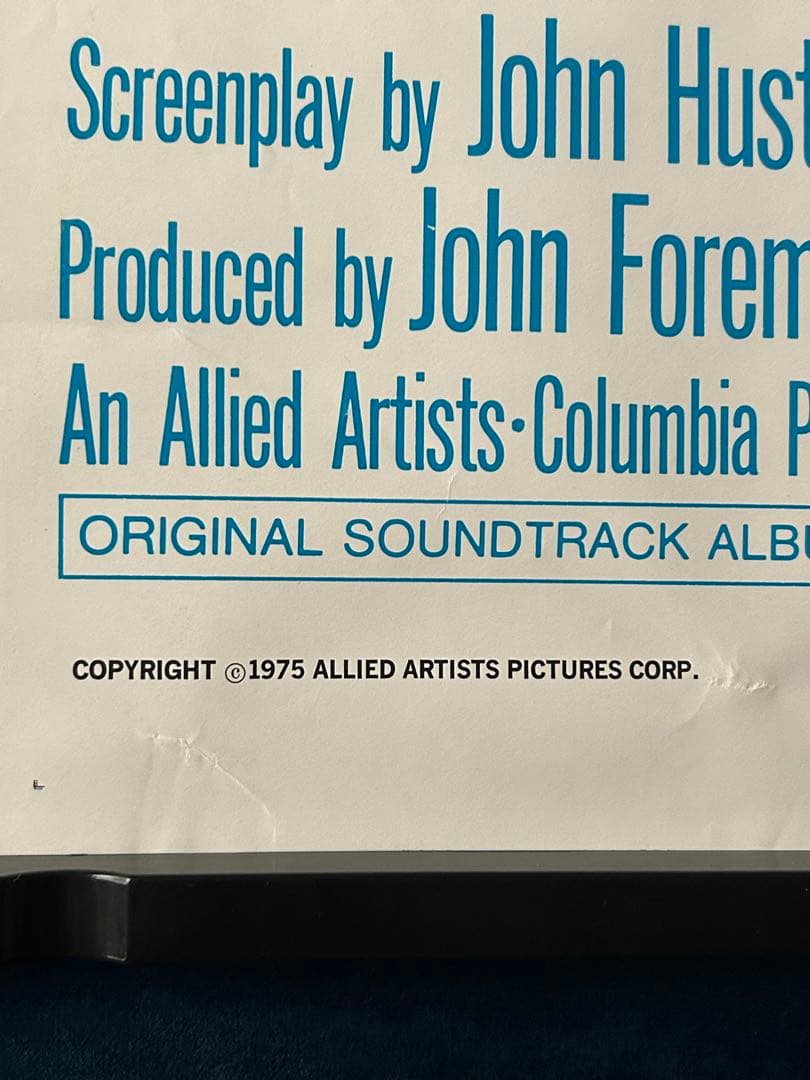 Screenplay by John Hust
Produced by John Forem
An Allied Artists·Columbia P
ORIGINAL SOUNDTRACK ALBU
COPYRIGHT ©1975 ALLIED ARTISTS PICTURES CORP.